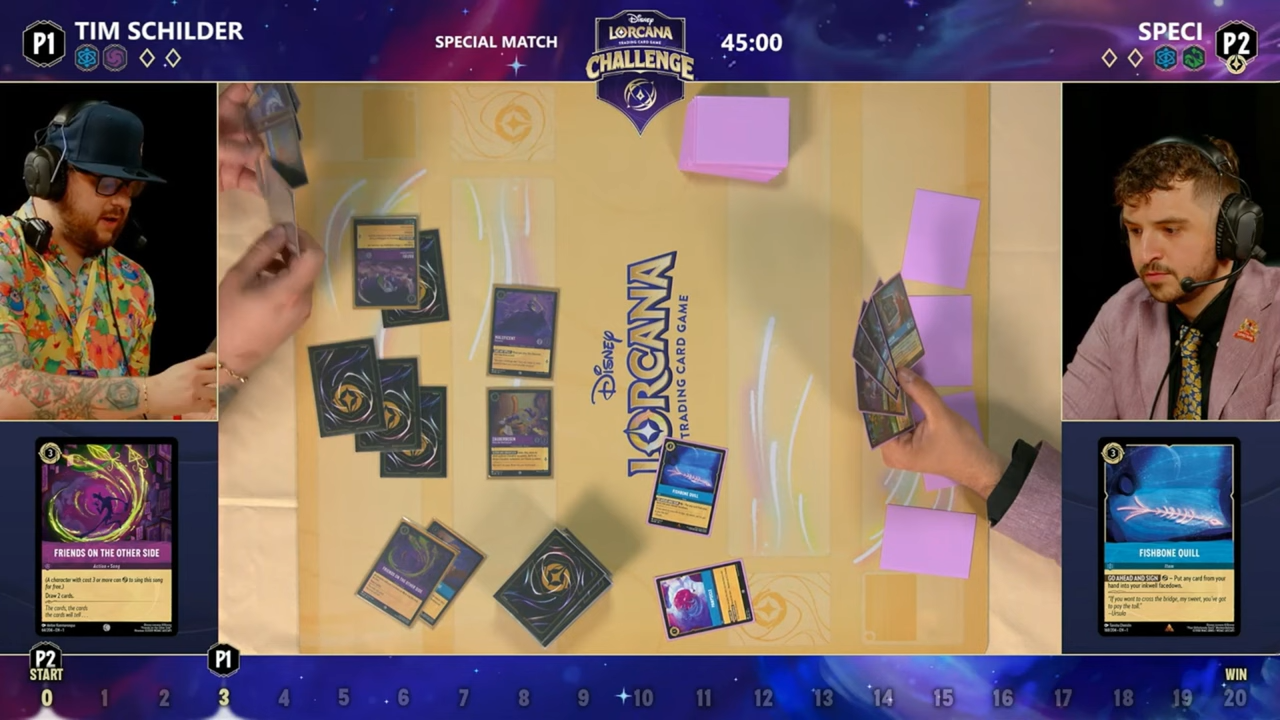 P1
TIM SCHILDER
SPECIAL MATCH
Disney
LORCANA
TRADING CARD GAME
CHALLENGE
45:00
SPECI
P2
Disney
LORCANA
TRADING CARD GAME
MALEFICENT
FISHBONE QUILL
3
FRIENDS ON THE OTHER SIDE
Action • Song
(A character with cost 3 or more can to sing this song for free.)
Draw 2 cards.
The cards, the cards
the cards will tell . . .
3
FISHBONE QUILL
Item
GO AHEAD AND SIGN – Put any card from your hand into your inkwell facedown.
"If you want to cross the bridge, my sweet, you've got to pay the toll."
–Ursula
P2
START
P1
WIN
0 1 2 3 4 5 6 7 8 9 10 11 12 13 14 15 16 17 18 19 20